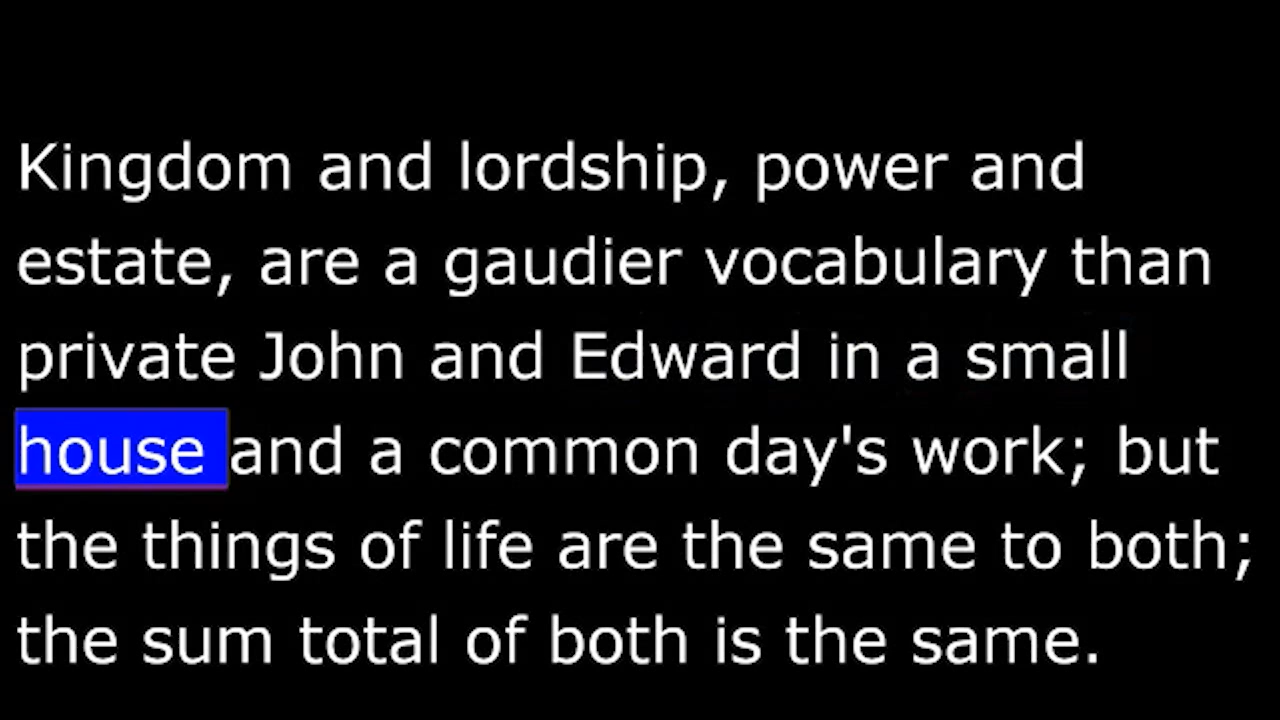 Kingdom and lordship, power and
estate, are a gaudier vocabulary than
private John and Edward in a small
house and a common day's work; but
the things of life are the same to both;
the sum total of both is the same.